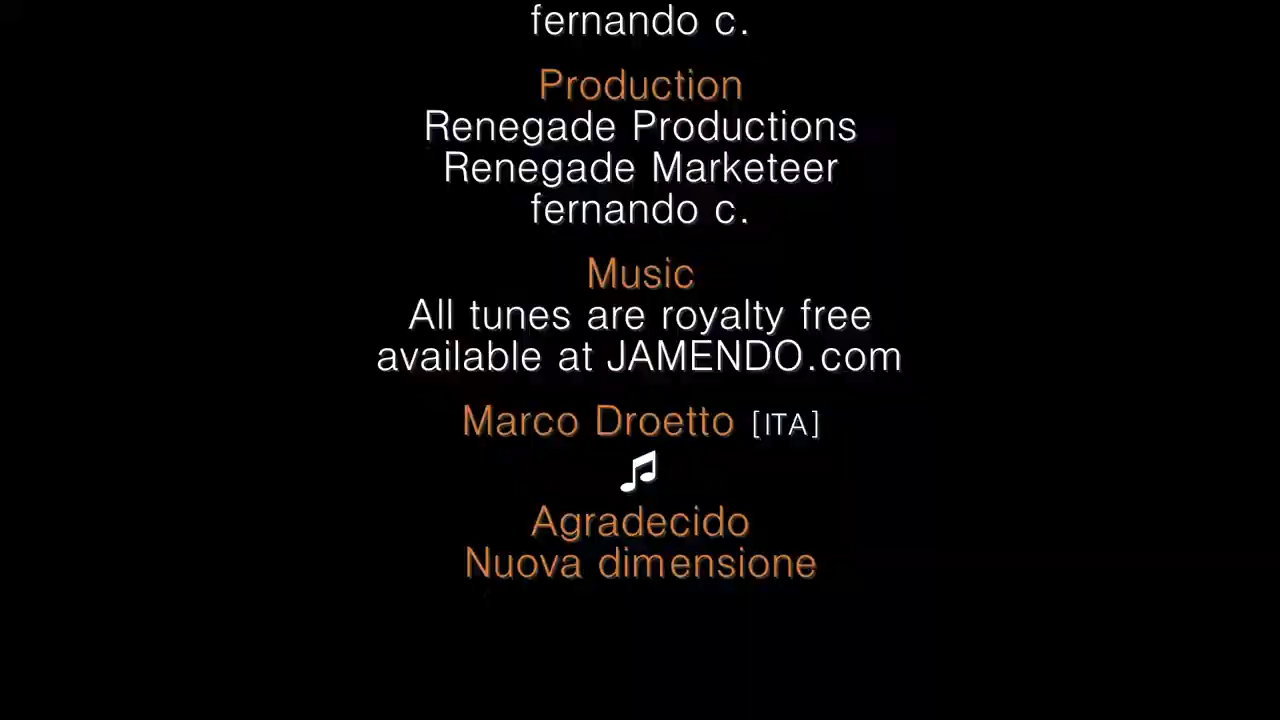 fernando c.
Production
Renegade Productions
Renegade Marketeer
fernando c.
Music
All tunes are royalty free
available at JAMENDO.com
Marco Droetto [ITA]
Agradecido
Nuova dimensione